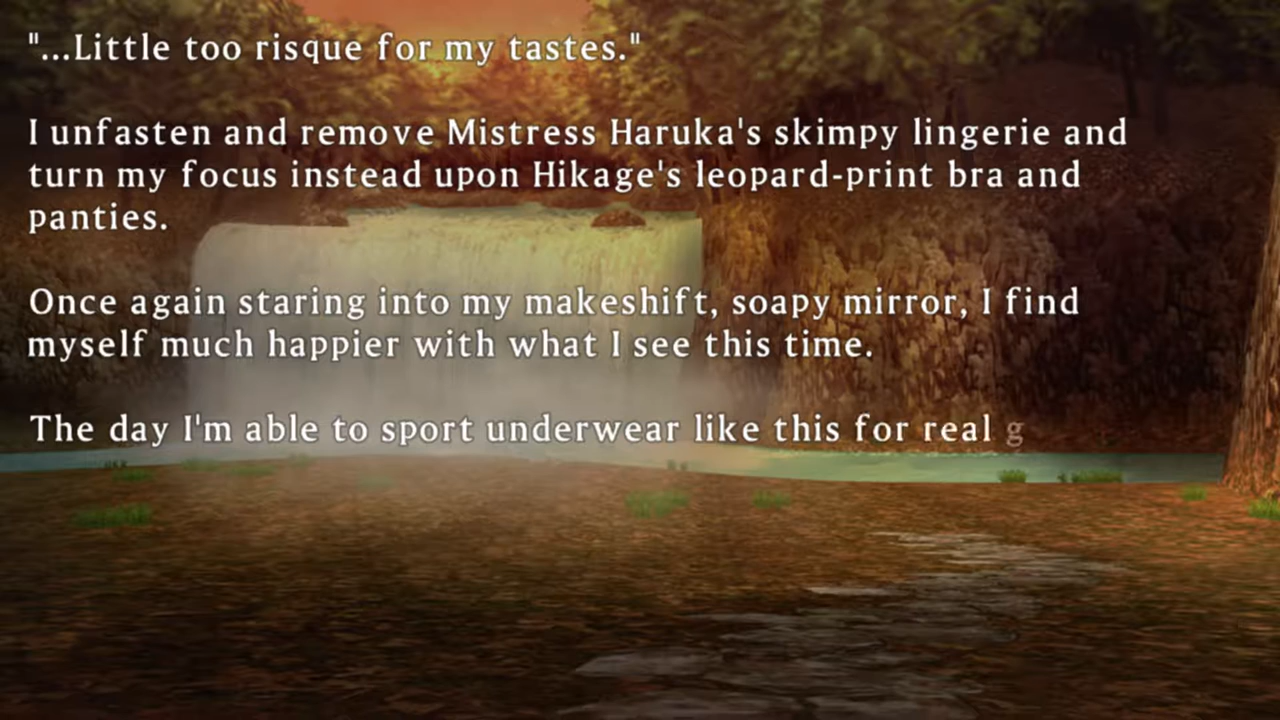 "...Little too risque for my tastes."
I unfasten and remove Mistress Haruka's skimpy lingerie and
turn my focus instead upon Hikage's leopard-print bra and
panties.
Once again staring into my makeshift, soapy mirror, I find
myself much happier with what I see this time.
The day I'm able to sport underwear like this for real g